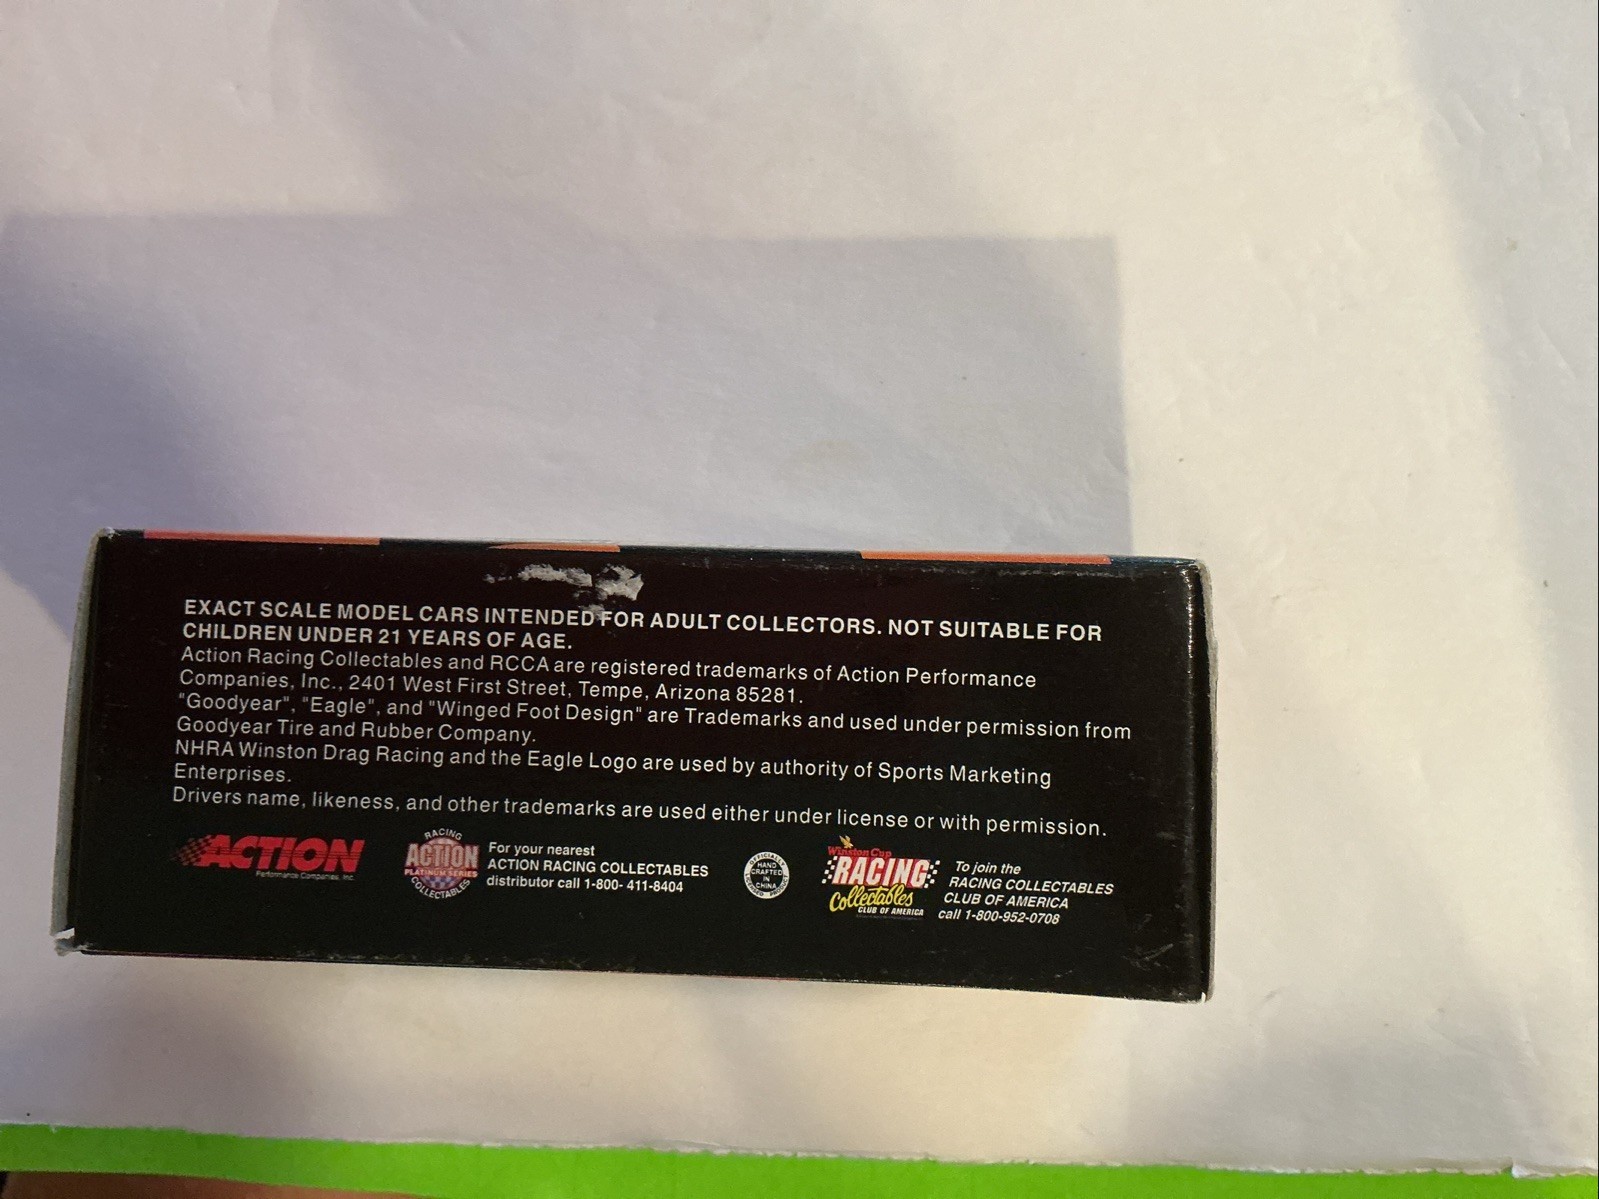 EXACT SCALE MODEL CARS INTENDED FOR ADULT COLLECTORS. NOT SUITABLE FOR
CHILDREN UNDER 21 YEARS OF AGE.
Action Racing Collectables and RCCA are registered trademarks of Action Performance
Companies, Inc., 2401 West First Street, Tempe, Arizona 85281.
"Goodyear", "Eagle", and "Winged Foot Design" are Trademarks and used under permission from
Goodyear Tire and Rubber Company.
NHRA Winston Drag Racing and the Eagle Logo are used by authority of Sports Marketing
Enterprises.
Drivers name, likeness, and other trademarks are used either under license or with permission.
ACTION
Performance Companies, Inc.
RACING
ACTION
PLATINUM SERIES
COLLECTABLES
For your nearest
ACTION RACING COLLECTABLES
distributor call 1-800- 411-8404
OFFICIALLY
HAND
CRAFTED
IN
CHINA
LICENSED PRODUCT
Winston Cup
RACING
Collectables
CLUB OF AMERICA
To join the
RACING COLLECTABLES
CLUB OF AMERICA
call 1-800-952-0708